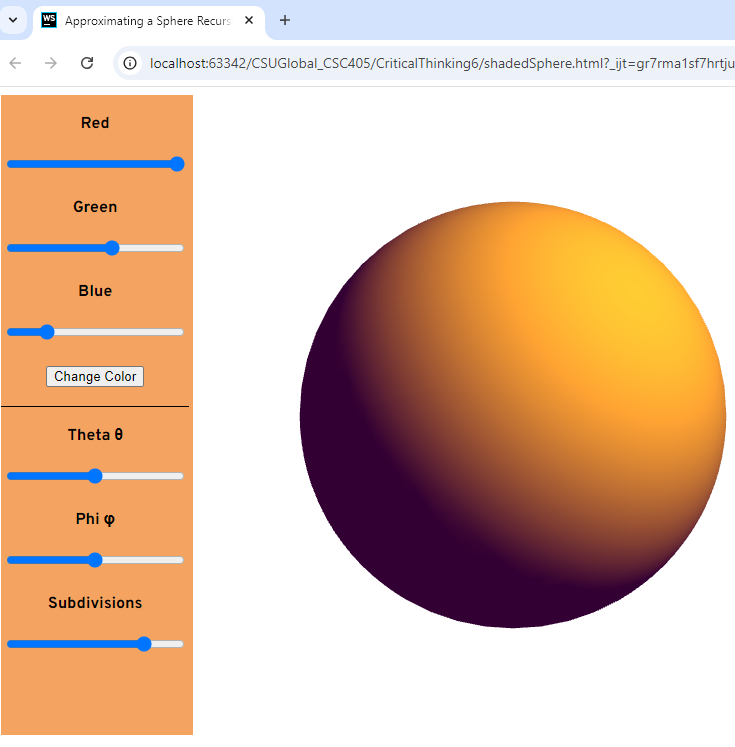 WS
Approximating a Sphere Recurs
localhost:63342/CSUGlobal_CSC405/CriticalThinking6/shadedSphere.html?_ijt=gr7rma1sf7hrtju
Red
Green
Blue
Change Color
Theta θ
Phi φ
Subdivisions